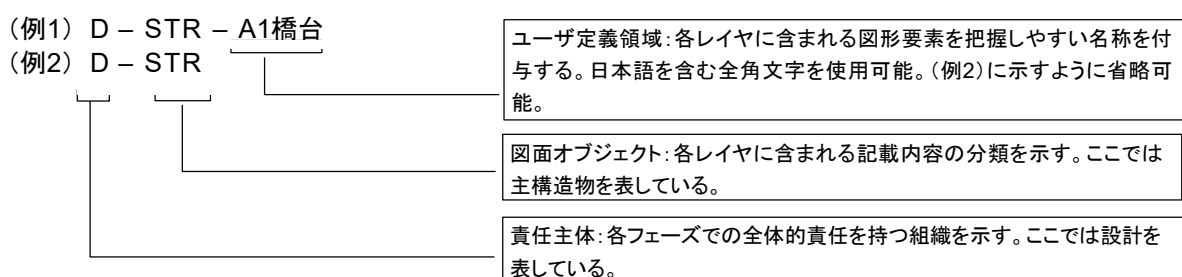 (例1) D – STR – A1橋台
(例2) D – STR
ユーザ定義領域:各レイヤに含まれる図形要素を把握しやすい名称を付
与する。日本語を含む全角文字を使用可能。(例2)に示すように省略可
能。
図面オブジェクト:各レイヤに含まれる記載内容の分類を示す。ここでは
主構造物を表している。
責任主体:各フェーズでの全体的責任を持つ組織を示す。ここでは設計を
表している。